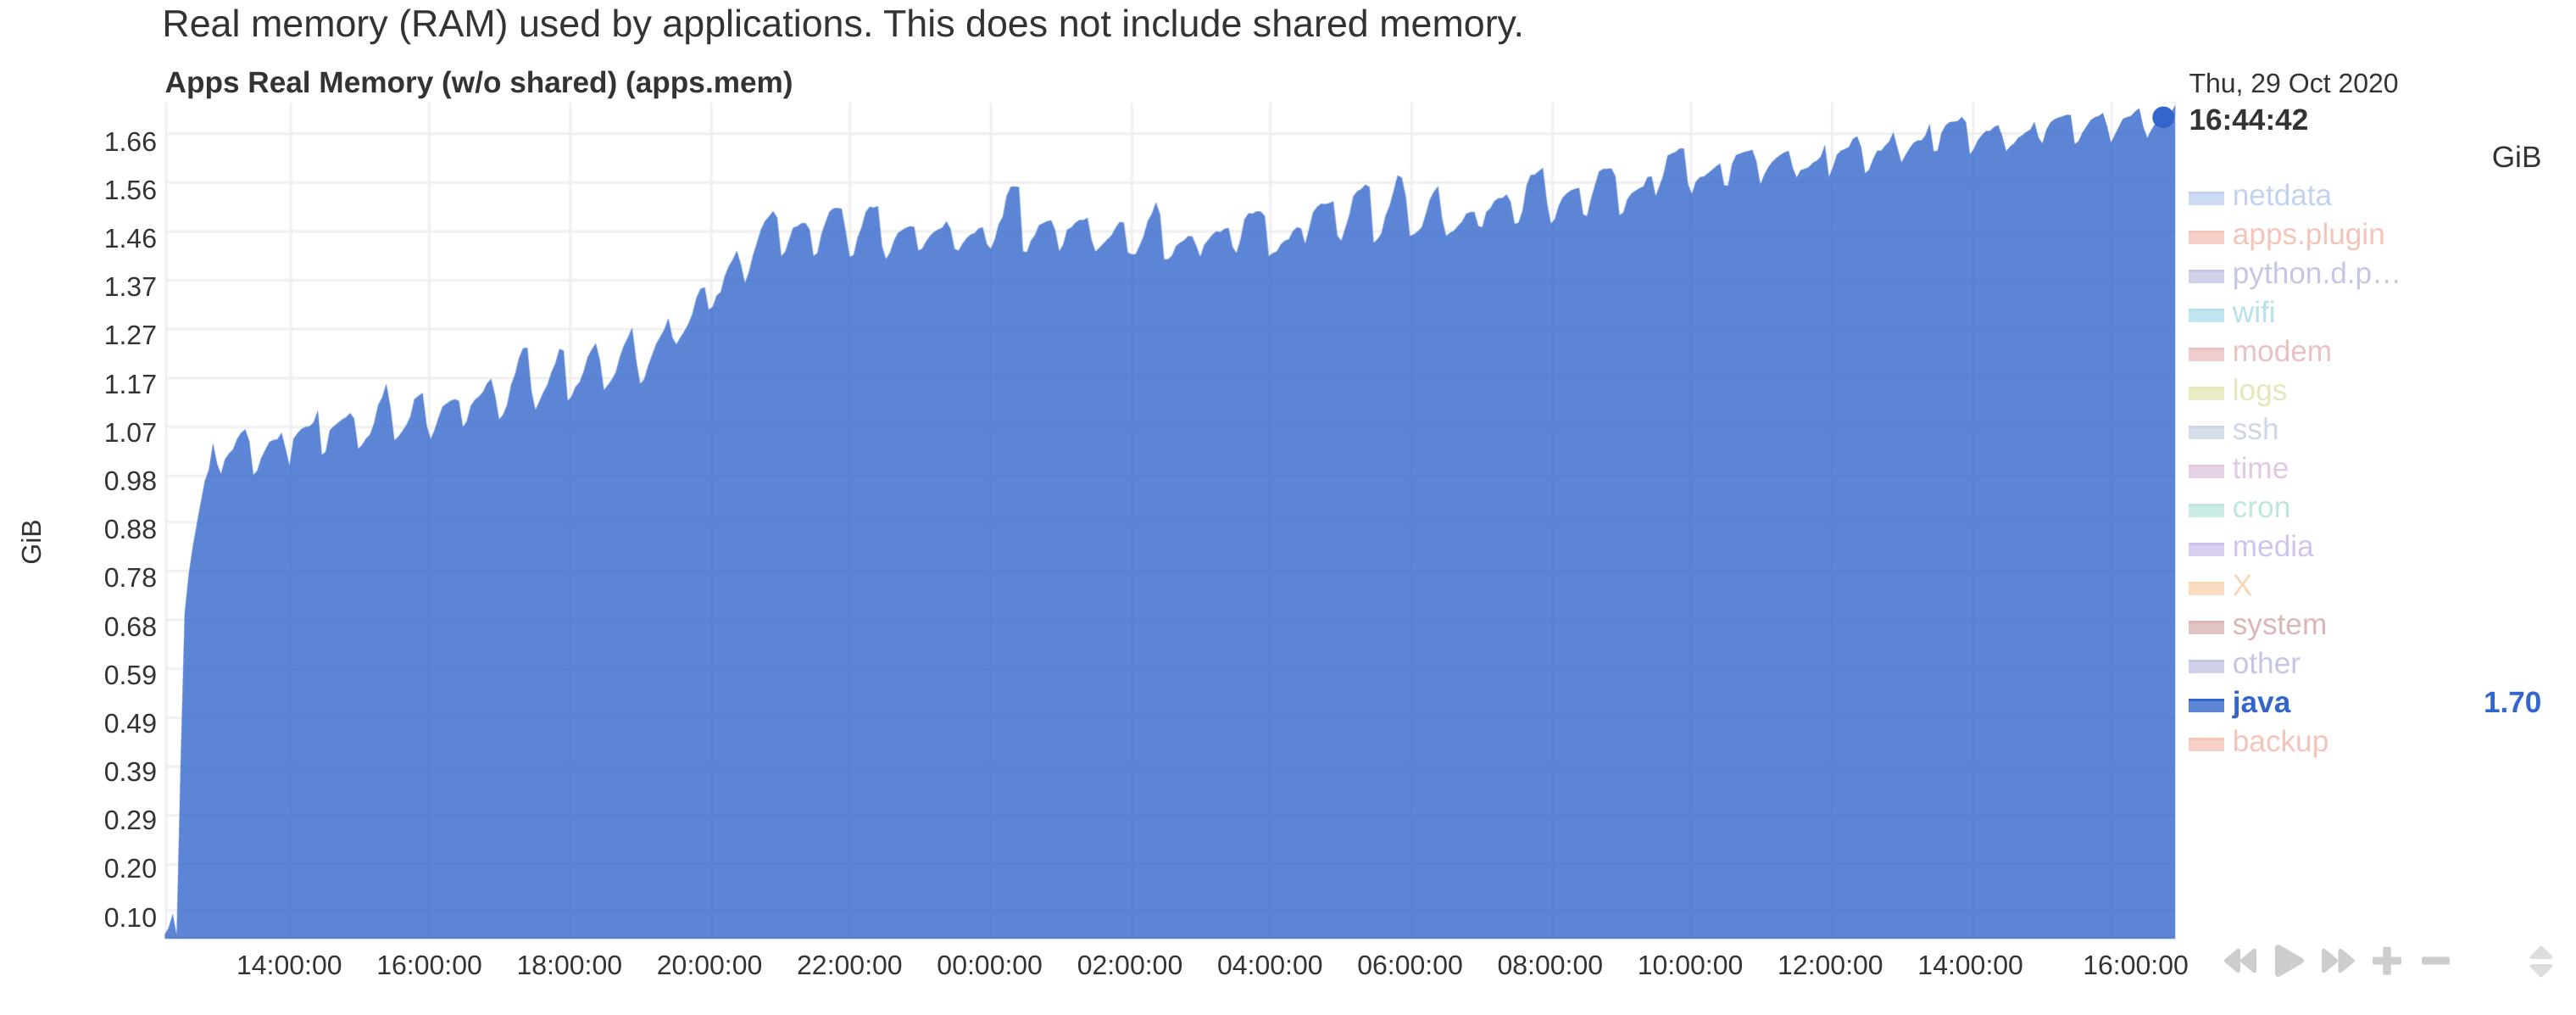 Real memory (RAM) used by applications. This does not include shared memory.
Apps Real Memory (w/o shared) (apps.mem)
Thu, 29 Oct 2020
16:44:42
GiB
1.66
1.56
1.46
1.37
1.27
1.17
1.07
0.98
0.88
0.78
0.68
0.59
0.49
0.39
0.29
0.20
0.10
GiB
netdata
apps.plugin
python.d.p…
wifi
modem
logs
ssh
time
cron
media
X
system
other
java 1.70
backup
14:00:00 16:00:00 18:00:00 20:00:00 22:00:00 00:00:00 02:00:00 04:00:00 06:00:00 08:00:00 10:00:00 12:00:00 14:00:00 16:00:00